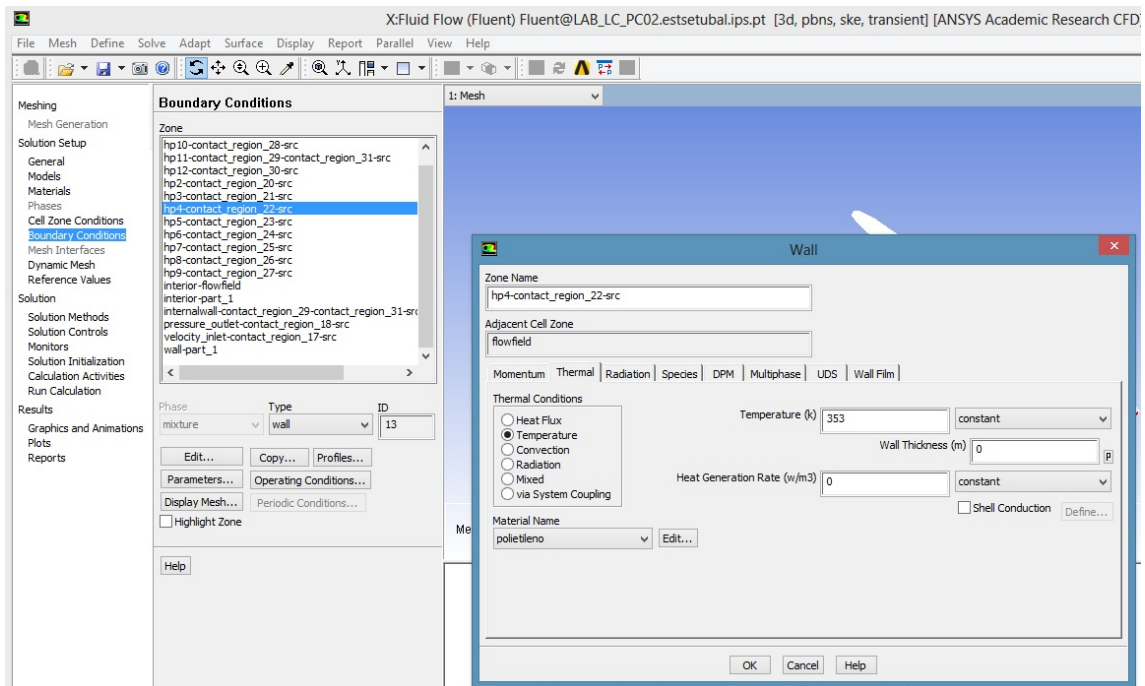 X:Fluid Flow (Fluent) Fluent@LAB_LC_PC02.estsetubal.ips.pt [3d, pbns, ske, transient] [ANSYS Academic Research CFD]
File Mesh Define Solve Adapt Surface Display Report Parallel View Help
Meshing
Mesh Generation
Solution Setup
General
Models
Materials
Phases
Cell Zone Conditions
Boundary Conditions
Mesh Interfaces
Dynamic Mesh
Reference Values
Solution
Solution Methods
Solution Controls
Monitors
Solution Initialization
Calculation Activities
Run Calculation
Results
Graphics and Animations
Plots
Reports
Boundary Conditions
Zone
hp10-contact_region_28-src
hp11-contact_region_29-contact_region_31-src
hp12-contact_region_30-src
hp2-contact_region_20-src
hp3-contact_region_21-src
hp4-contact_region_22-src
hp5-contact_region_23-src
hp6-contact_region_24-src
hp7-contact_region_25-src
hp8-contact_region_26-src
hp9-contact_region_27-src
interior-flowfield
interior-part_1
internalwall-contact_region_29-contact_region_31-src
pressure_outlet-contact_region_18-src
velocity_inlet-contact_region_17-src
wall-part_1
Phase Type ID
mixture wall 13
Edit... Copy... Profiles...
Parameters... Operating Conditions...
Display Mesh... Periodic Conditions...
Highlight Zone
Help
1: Mesh
Me
Wall
Zone Name
hp4-contact_region_22-src
Adjacent Cell Zone
flowfield
Momentum Thermal Radiation Species DPM Multiphase UDS Wall Film
Thermal Conditions
Heat Flux
Temperature
Convection
Radiation
Mixed
via System Coupling
Temperature (k) 353 constant
Wall Thickness (m) 0 P
Heat Generation Rate (w/m3) 0 constant
Shell Conduction Define...
Material Name
polietileno Edit...
OK Cancel Help